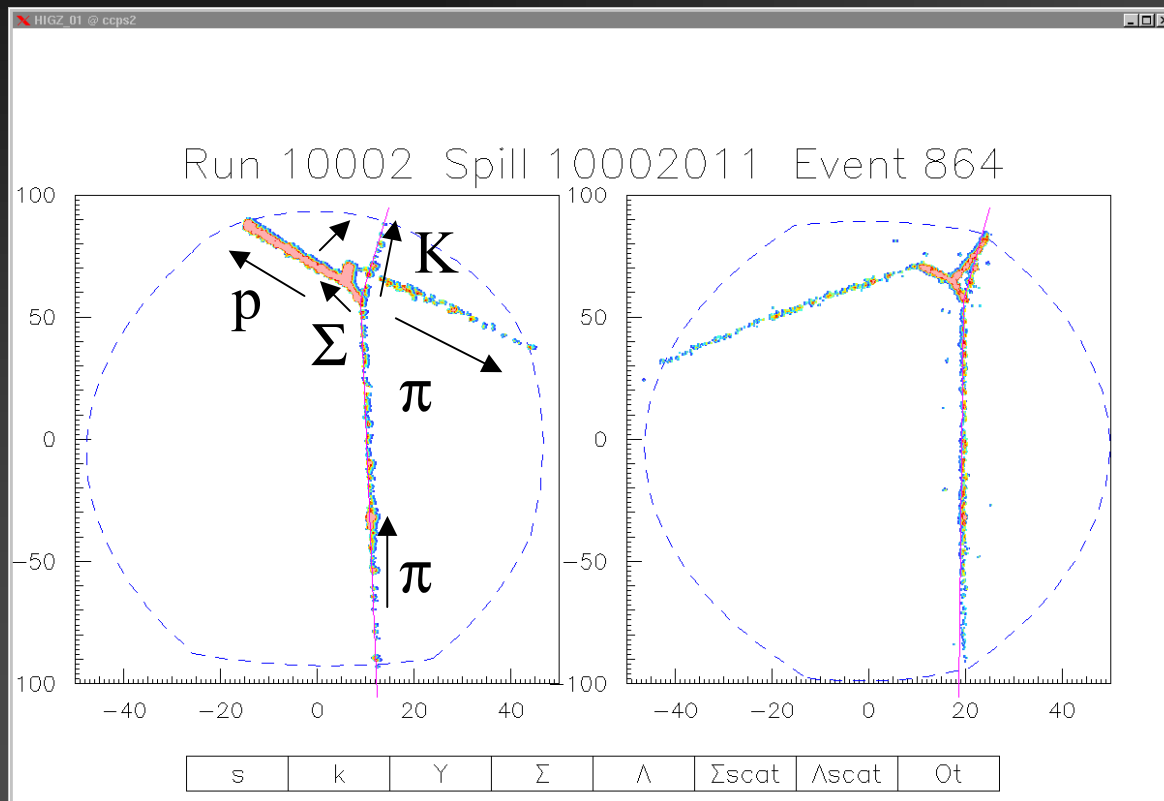 HIGZ_01 @ ccps2
Run 10002 Spill 10002011 Event 864
100
50
0
−50
100
−40 −20 0 20 40
p
Σ
K
π
π
100
50
0
−50
−100
−40 −20 0 20 40
s k Y Σ Λ Σscat Λscat Ot